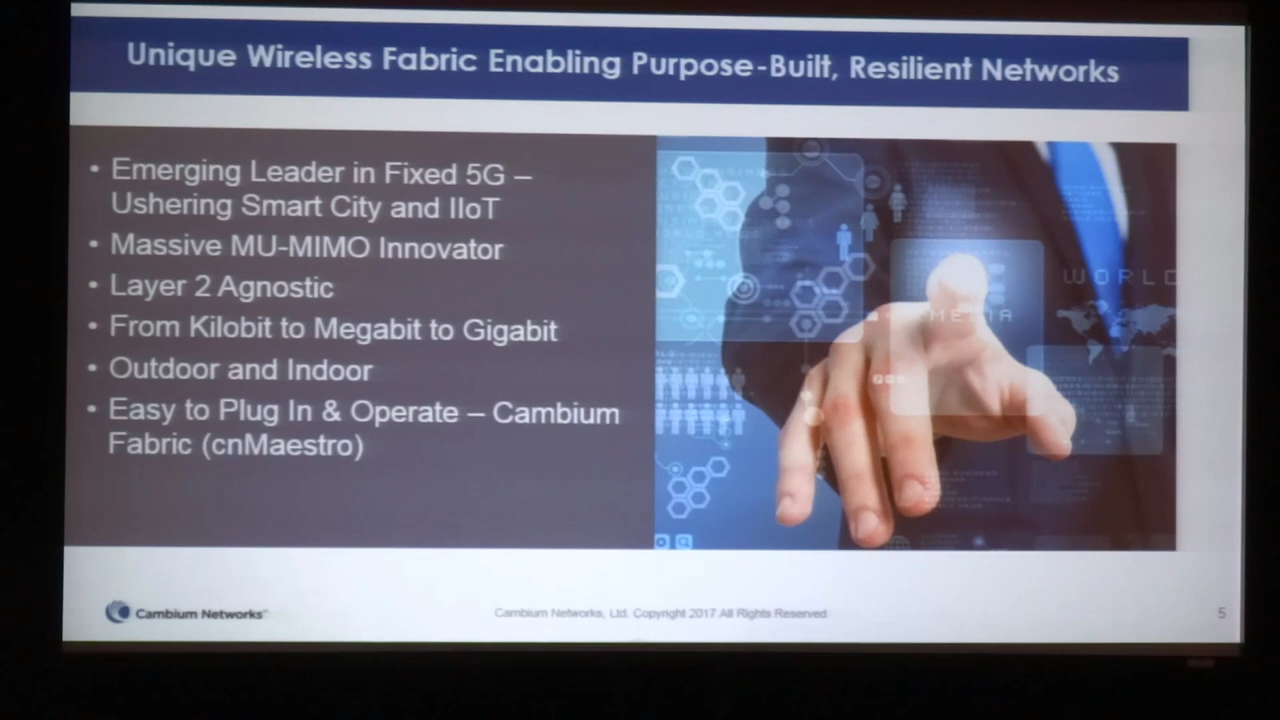 Unique Wireless Fabric Enabling Purpose-Built, Resilient Networks
• Emerging Leader in Fixed 5G –
Ushering Smart City and IIoT
• Massive MU-MIMO Innovator
• Layer 2 Agnostic
• From Kilobit to Megabit to Gigabit
• Outdoor and Indoor
• Easy to Plug In & Operate – Cambium
Fabric (cnMaestro)
WORLD
MEDIA
Cambium Networks™
Cambium Networks, Ltd. Copyright 2017 All Rights Reserved
5